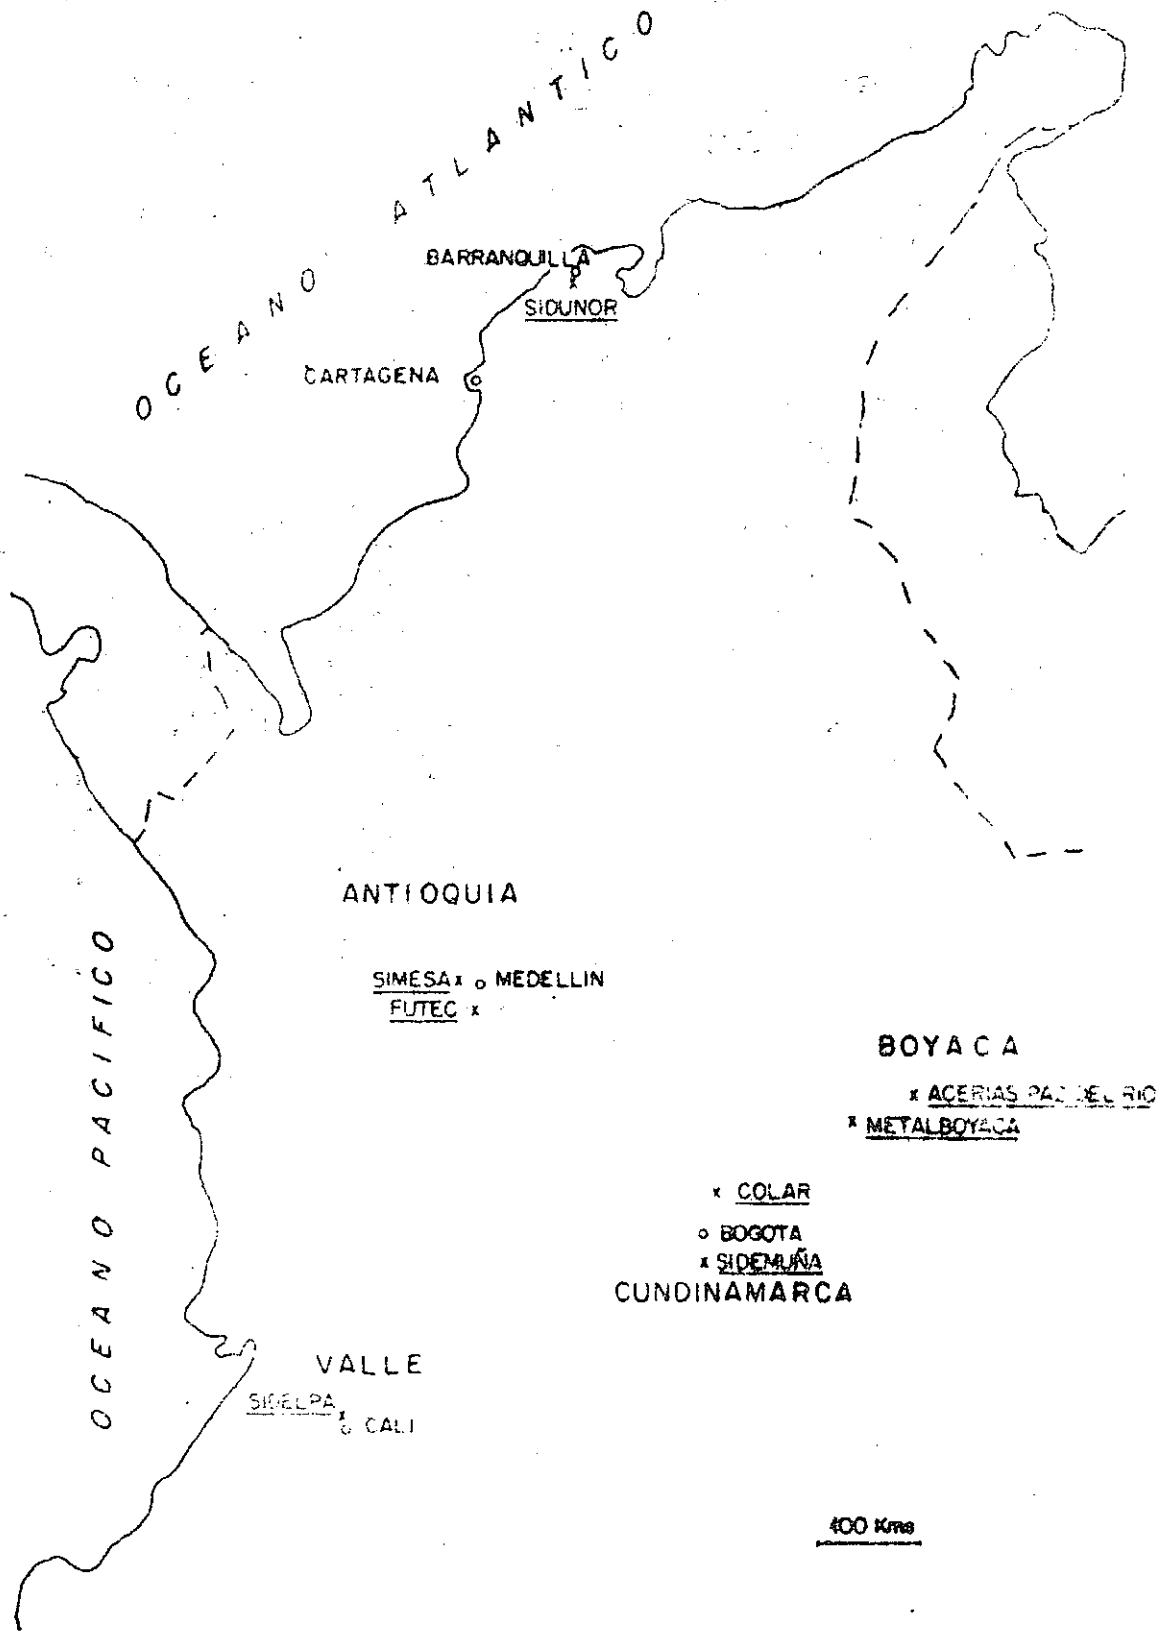 OCEANO ATLANTICO
BARRANQUILLA
SIDUNOR
CARTAGENA
ANTIOQUIA
SIMESA x o MEDELLIN
FUTEC x
OCEANO PACIFICO
BOYACA
x ACERIAS PAZ DEL RIO
x METALBOYACA
x COLAR
o BOGOTA
x SIDEMUÑA
CUNDINAMARCA
VALLE
SIDELPA x
o CALI
100 Kms